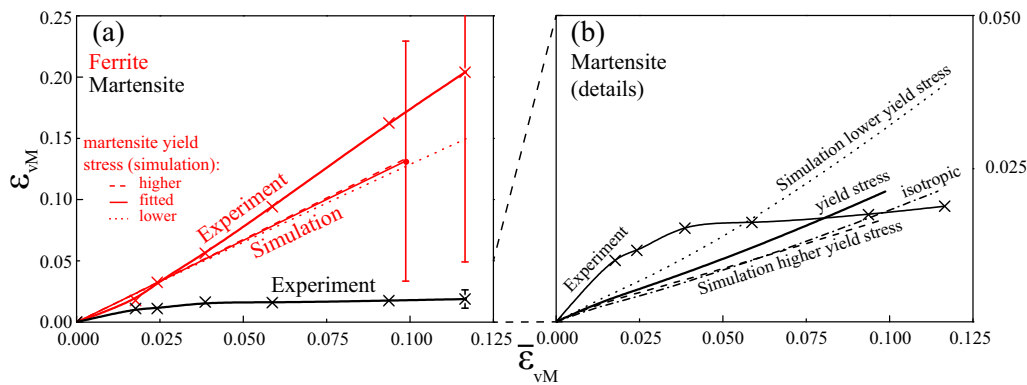 (a)
Ferrite
Martensite
martensite yield
stress (simulation):
higher
fitted
lower
Experiment
Simulation
Experiment
0.25
0.20
0.15
0.10
0.05
0.00
0.000 0.025 0.050 0.075 0.100 0.125
ε_vM
ε̅_vM
(b)
Martensite
(details)
Simulation lower yield stress
yield stress
isotropic
Experiment
Simulation higher yield stress
0.050
0.025
0.000 0.025 0.050 0.075 0.100 0.125